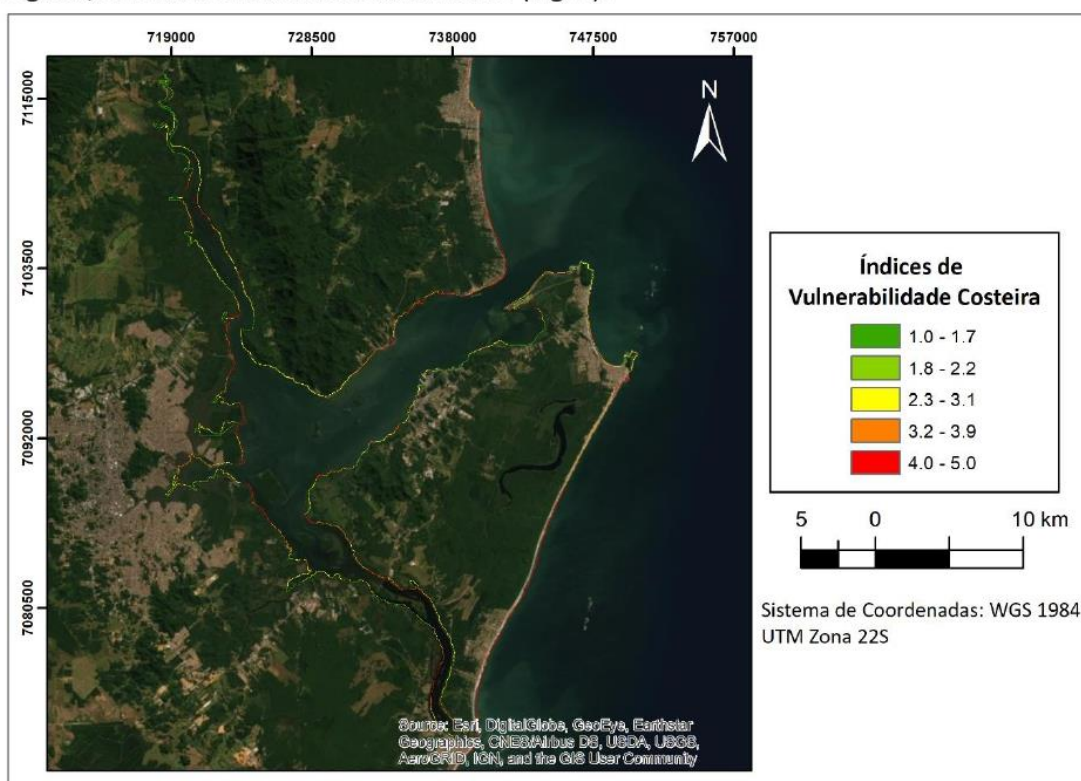 719000 728500 738000 747500 757000
7115000
7103500
7092000
7080500
N
Índices de
Vulnerabilidade Costeira
1.0 - 1.7
1.8 - 2.2
2.3 - 3.1
3.2 - 3.9
4.0 - 5.0
5 0 10 km
Sistema de Coordenadas: WGS 1984
UTM Zona 22S
Source: Esri, DigitalGlobe, GeoEye, Earthstar
Geographics, CNES/Airbus DS, USDA, USGS,
AeroGRID, IGN, and the GIS User Community